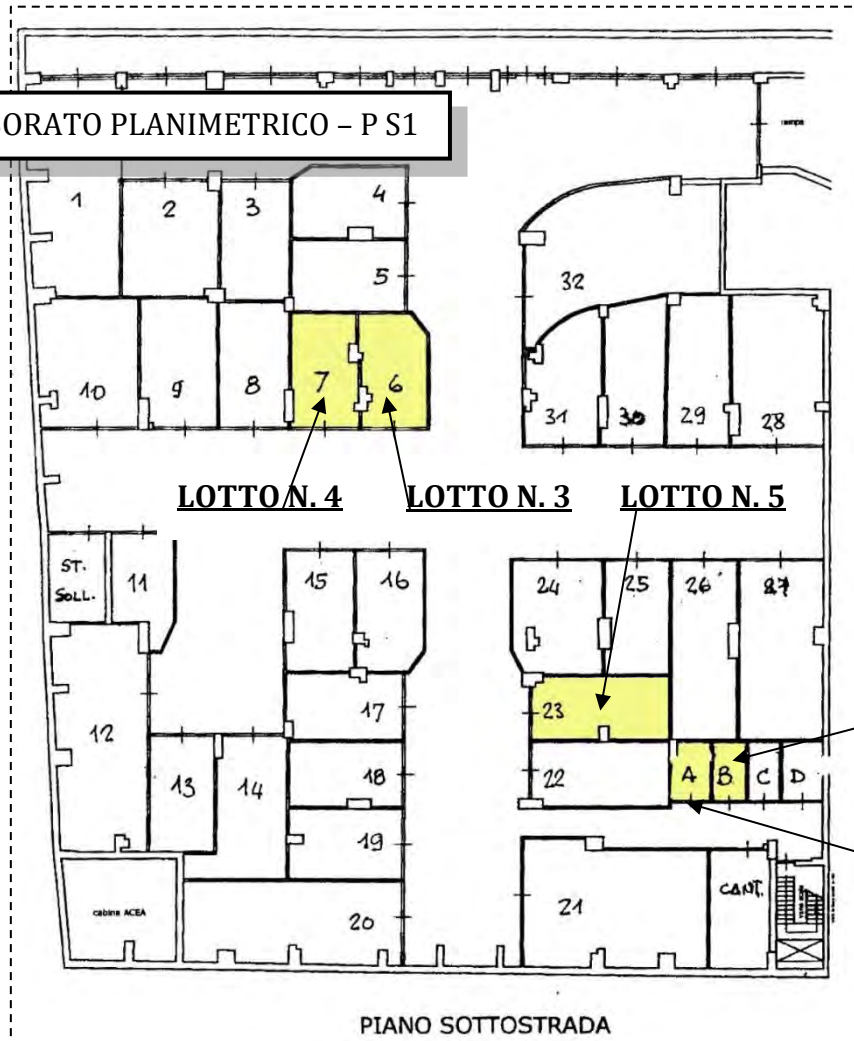 ORATO PLANIMETRICO – P S1
rampa
1
2
3
4
5
32
10
9
8
7
6
31
30
29
28
LOTTO N. 4
LOTTO N. 3
LOTTO N. 5
ST.
SOLL.
11
15
16
24
25
26
27
12
17
23
13
14
18
22
A
B
C
D
19
cabina ACEA
20
21
CANT.
PIANO SOTTOSTRADA